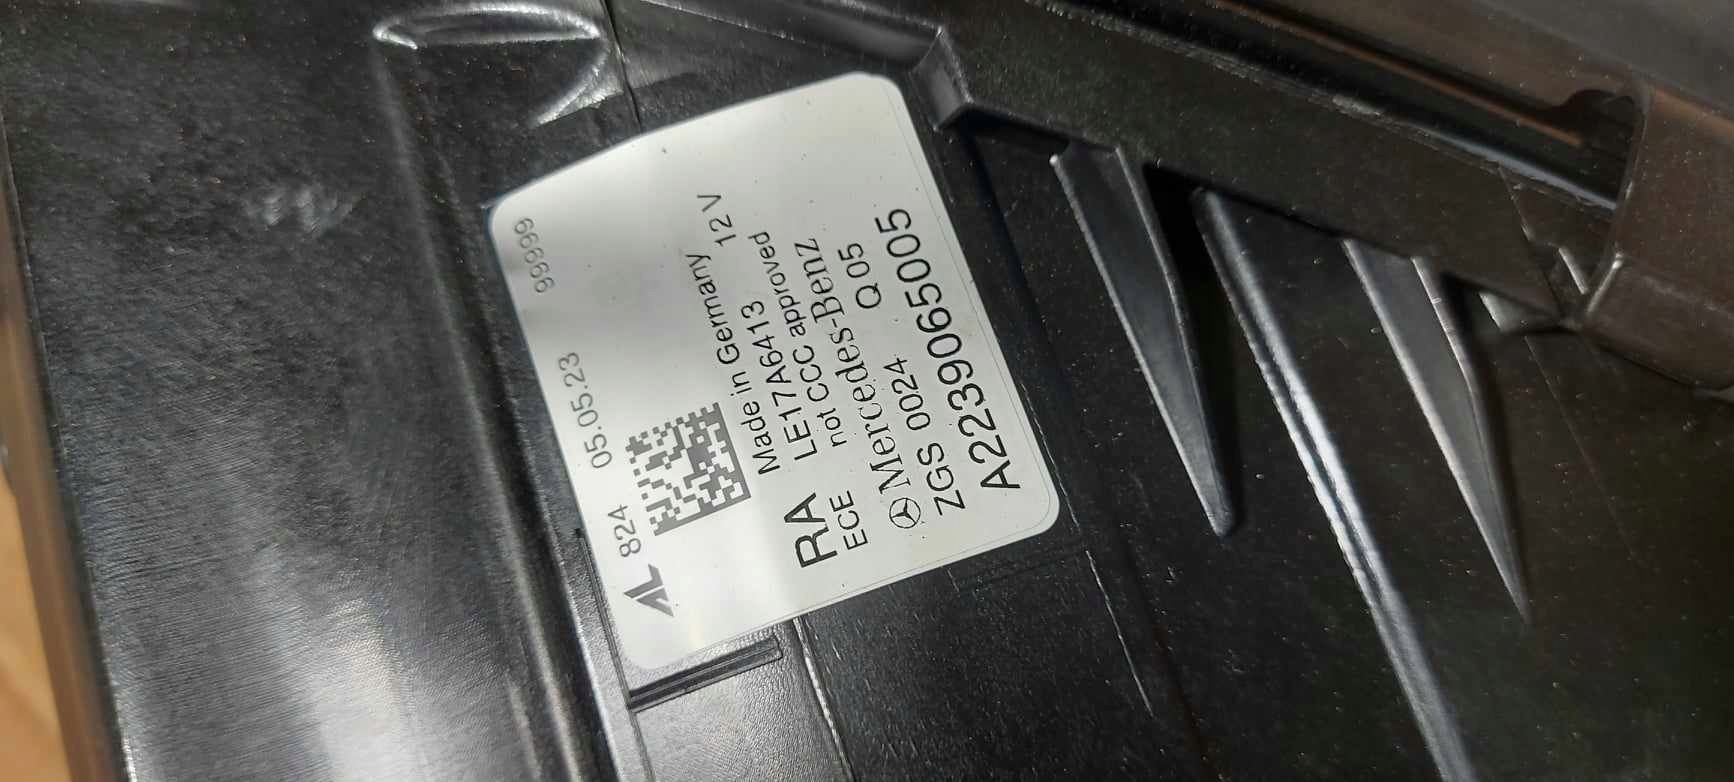 A2239065005
ZGS 0024 Q 05
Mercedes-Benz
ECE not CCC approved
RA LE17A6413
Made in Germany 12 V
AL 824 05.05.23 99999